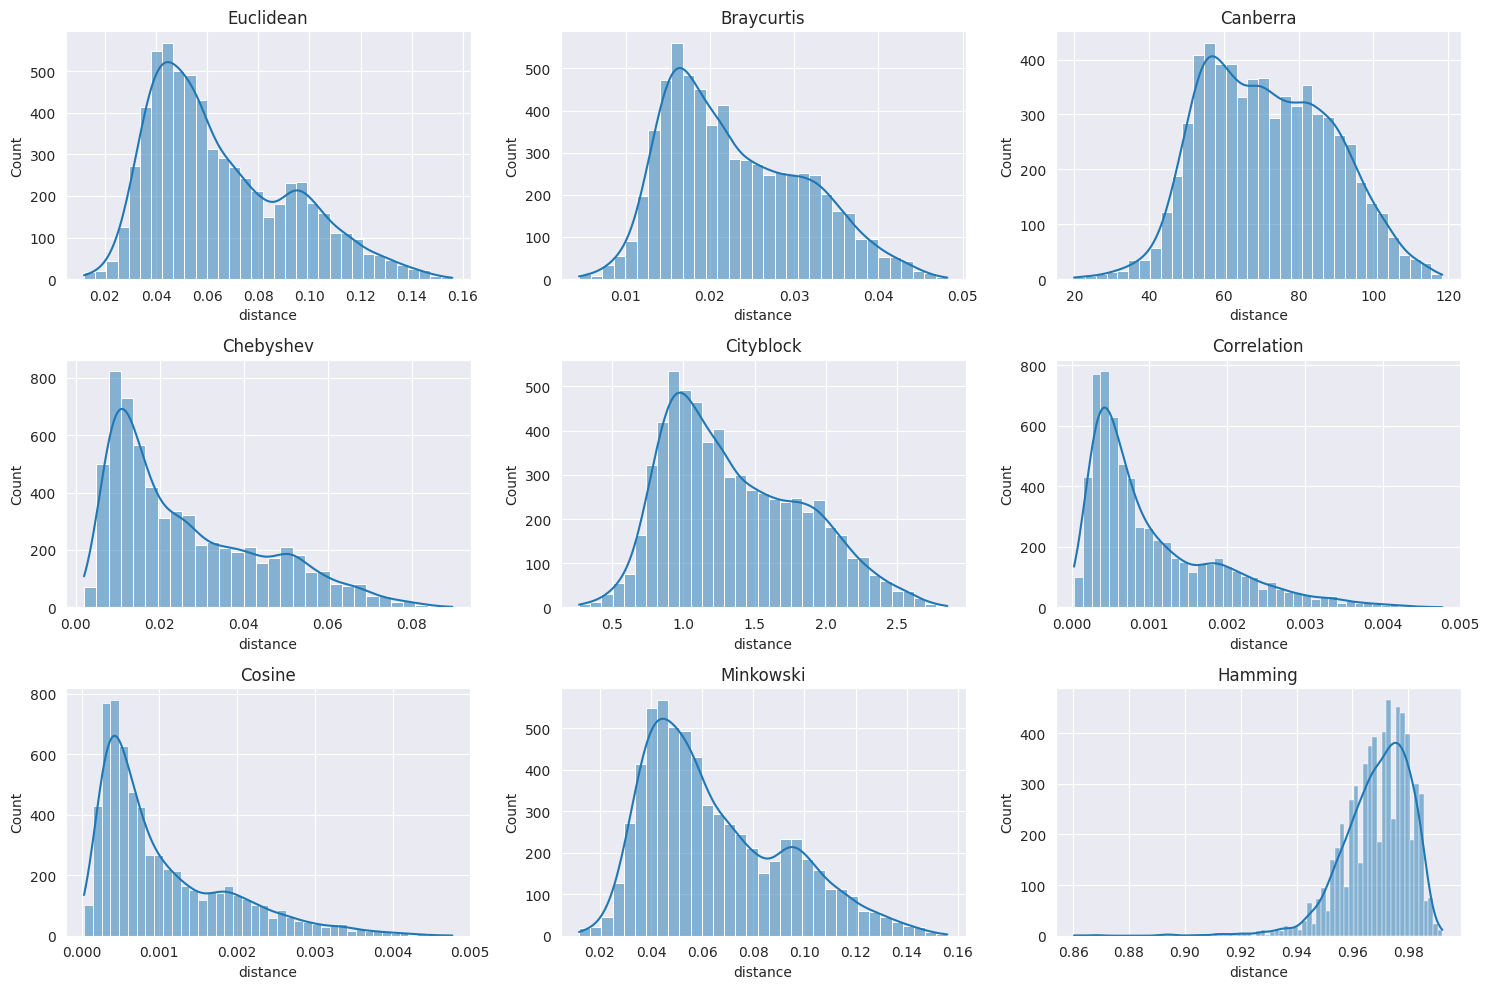 Euclidean
Count
500
400
300
200
100
0
0.02 0.04 0.06 0.08 0.10 0.12 0.14 0.16
distance
Braycurtis
Count
500
400
300
200
100
0
0.01 0.02 0.03 0.04 0.05
distance
Canberra
Count
400
300
200
100
0
20 40 60 80 100 120
distance
Chebyshev
Count
800
600
400
200
0
0.00 0.02 0.04 0.06 0.08
distance
Cityblock
Count
500
400
300
200
100
0
0.5 1.0 1.5 2.0 2.5
distance
Correlation
Count
800
600
400
200
0
0.000 0.001 0.002 0.003 0.004 0.005
distance
Cosine
Count
800
600
400
200
0
0.000 0.001 0.002 0.003 0.004 0.005
distance
Minkowski
Count
500
400
300
200
100
0
0.02 0.04 0.06 0.08 0.10 0.12 0.14 0.16
distance
Hamming
Count
400
300
200
100
0
0.86 0.88 0.90 0.92 0.94 0.96 0.98
distance